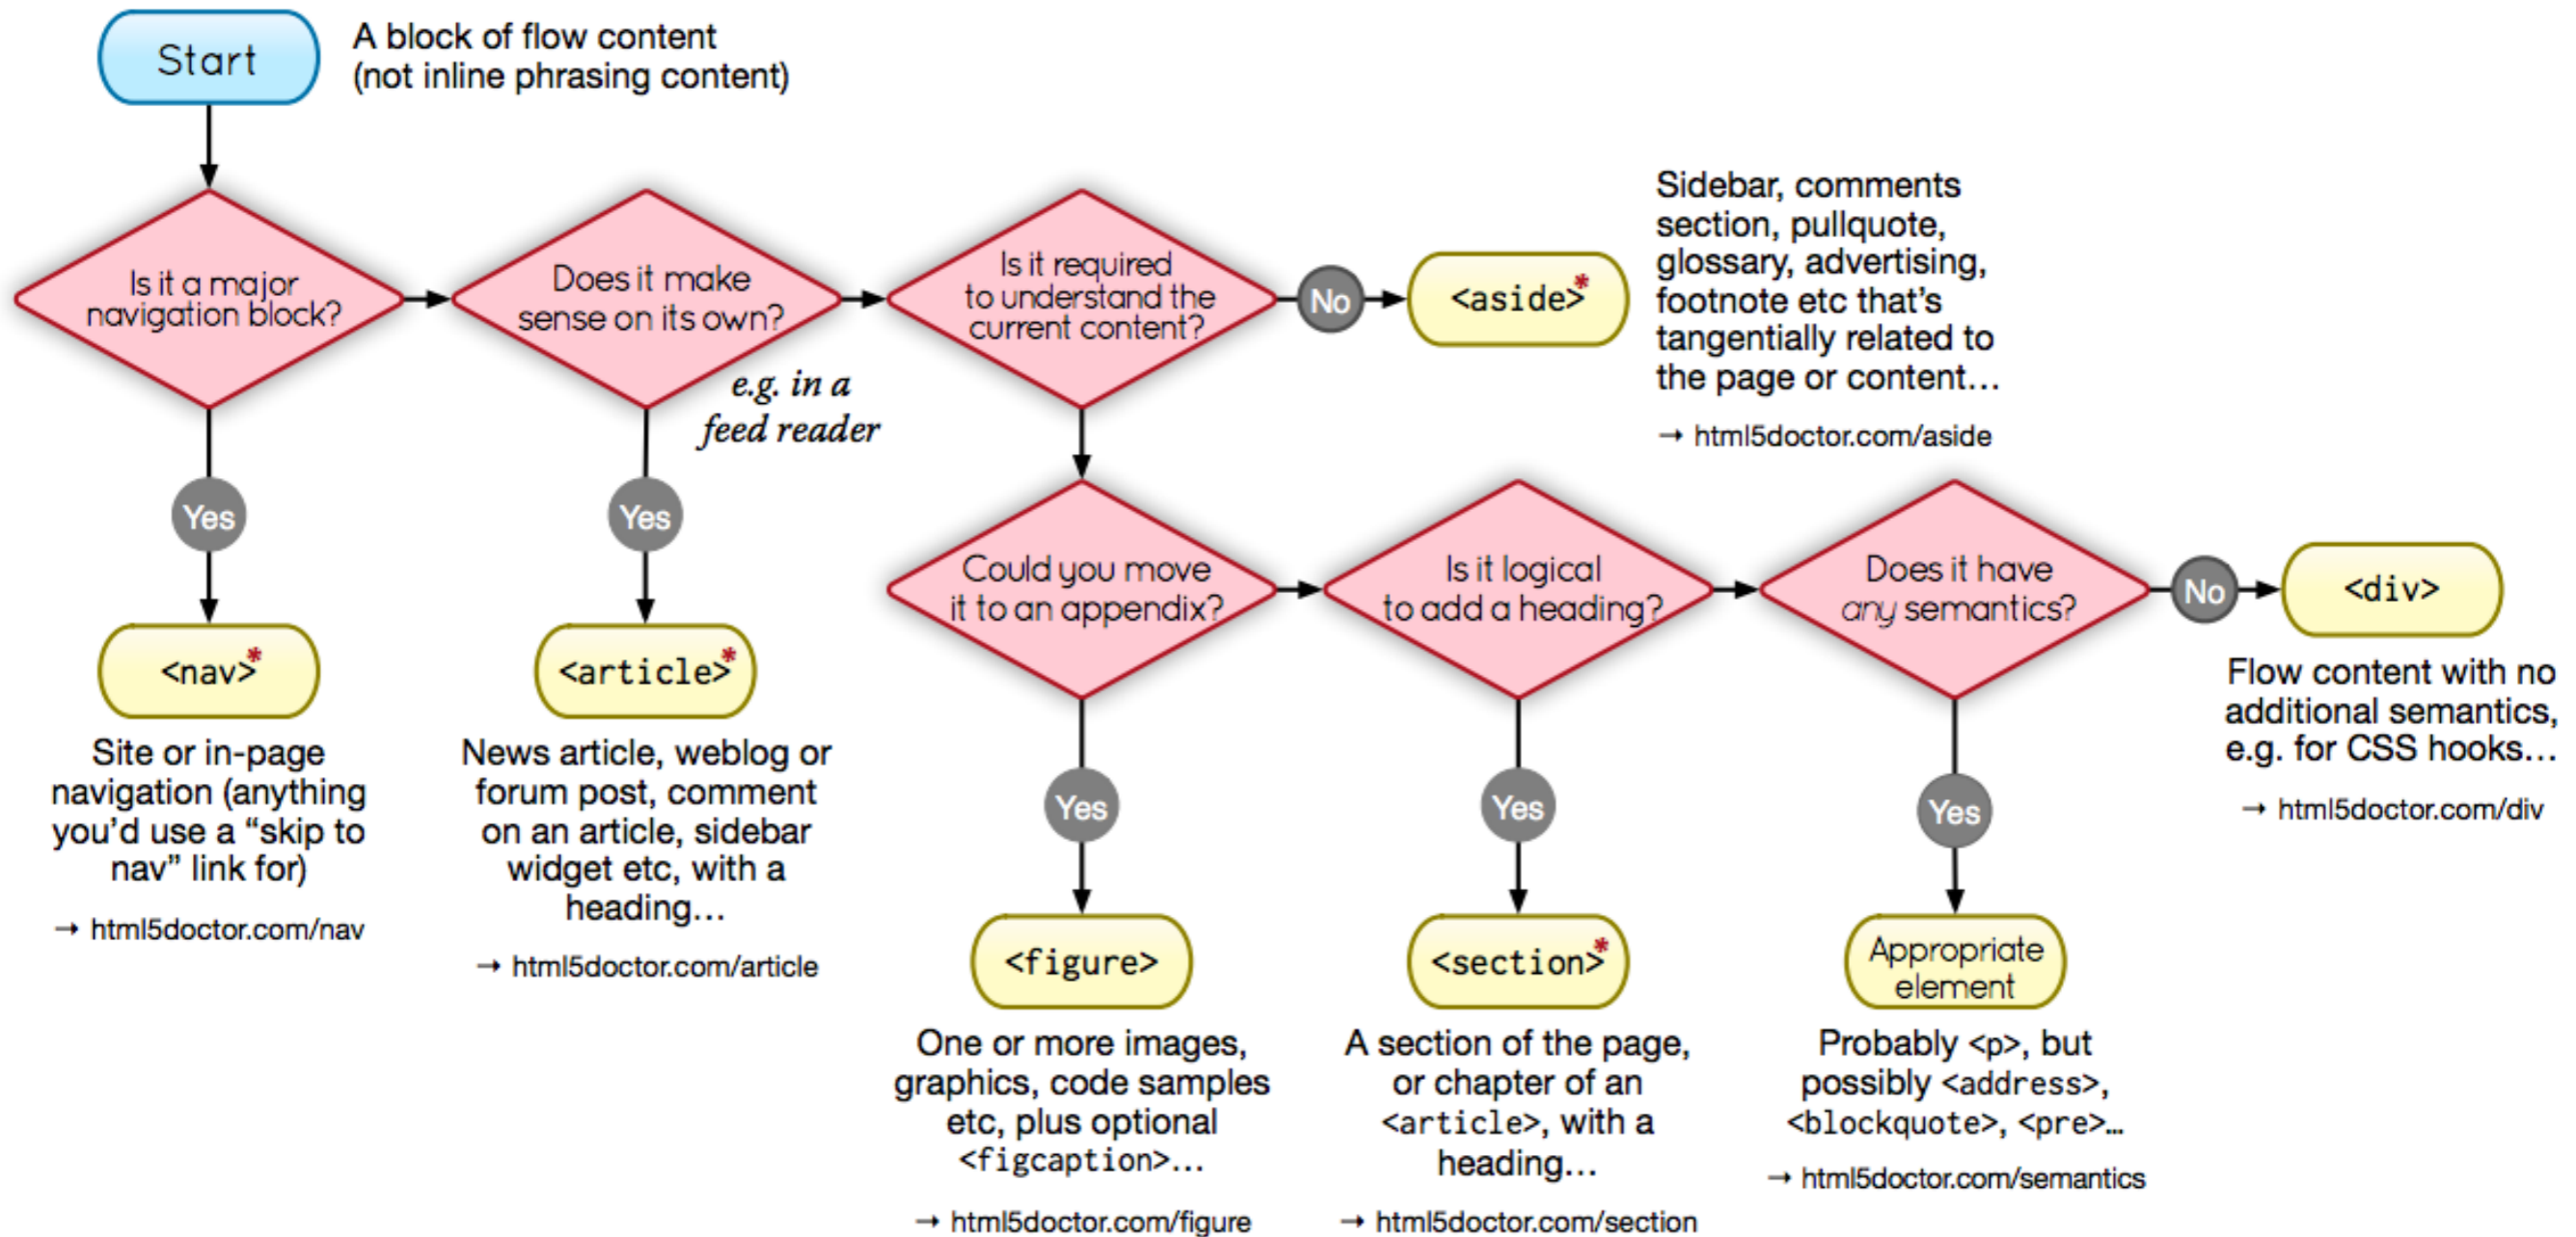 Start
A block of flow content
(not inline phrasing content)
Is it a major
navigation block?
Does it make
sense on its own?
e.g. in a
feed reader
Is it required
to understand the
current content?
No
<aside>*
Sidebar, comments
section, pullquote,
glossary, advertising,
footnote etc that’s
tangentially related to
the page or content…
→ html5doctor.com/aside
Yes
<nav>*
Site or in-page
navigation (anything
you’d use a “skip to
nav” link for)
→ html5doctor.com/nav
Yes
<article>*
News article, weblog or
forum post, comment
on an article, sidebar
widget etc, with a
heading…
→ html5doctor.com/article
Could you move
it to an appendix?
Yes
<figure>
One or more images,
graphics, code samples
etc, plus optional
<figcaption>…
→ html5doctor.com/figure
Is it logical
to add a heading?
Yes
<section>*
A section of the page,
or chapter of an
<article>, with a
heading…
→ html5doctor.com/section
Does it have
any semantics?
Yes
Appropriate
element
Probably <p>, but
possibly <address>,
<blockquote>, <pre>…
→ html5doctor.com/semantics
No
<div>
Flow content with no
additional semantics,
e.g. for CSS hooks…
→ html5doctor.com/div